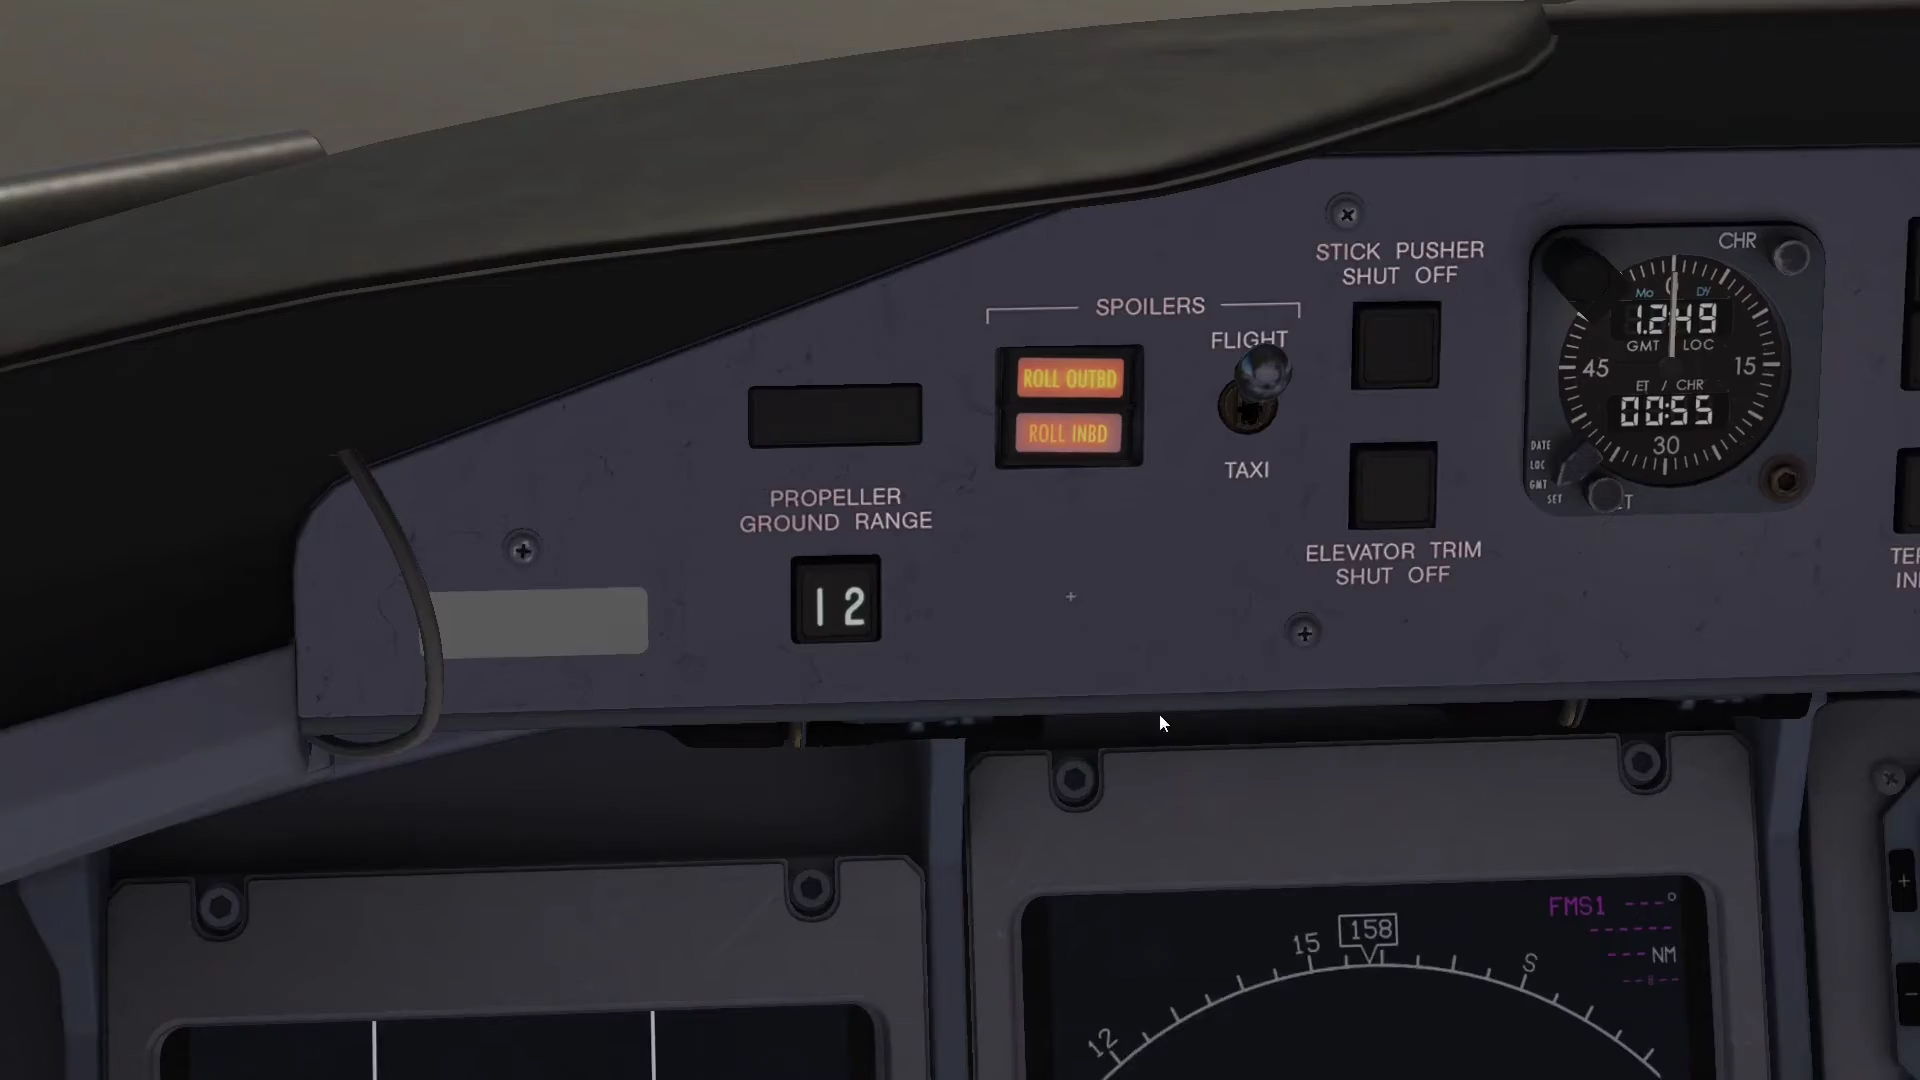 CHR
STICK PUSHER
SHUT OFF
SPOILERS
FLIGHT
ROLL OUTBD
ROLL INBD
TAXI
Mo DY
12:49
GMT LOC
45
15
ET / CHR
00:55
30
DATE
LOC
GMT
SET
PROPELLER
GROUND RANGE
12
ELEVATOR TRIM
SHUT OFF
FMS1 ---°
------
--- NM
15
158
S
12
+
-